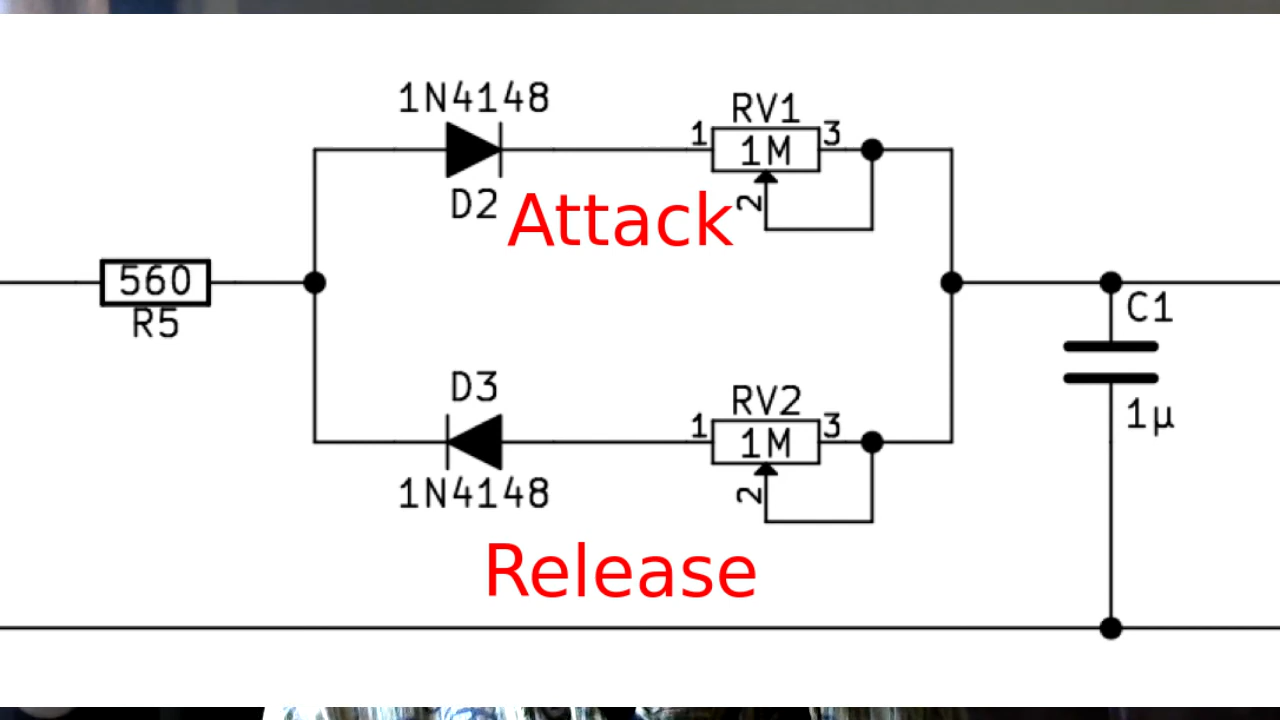 1N4148
RV1
1 1M 3
D2
Attack
2
560
R5
C1
1µ
D3
RV2
1 1M 3
1N4148
2
Release